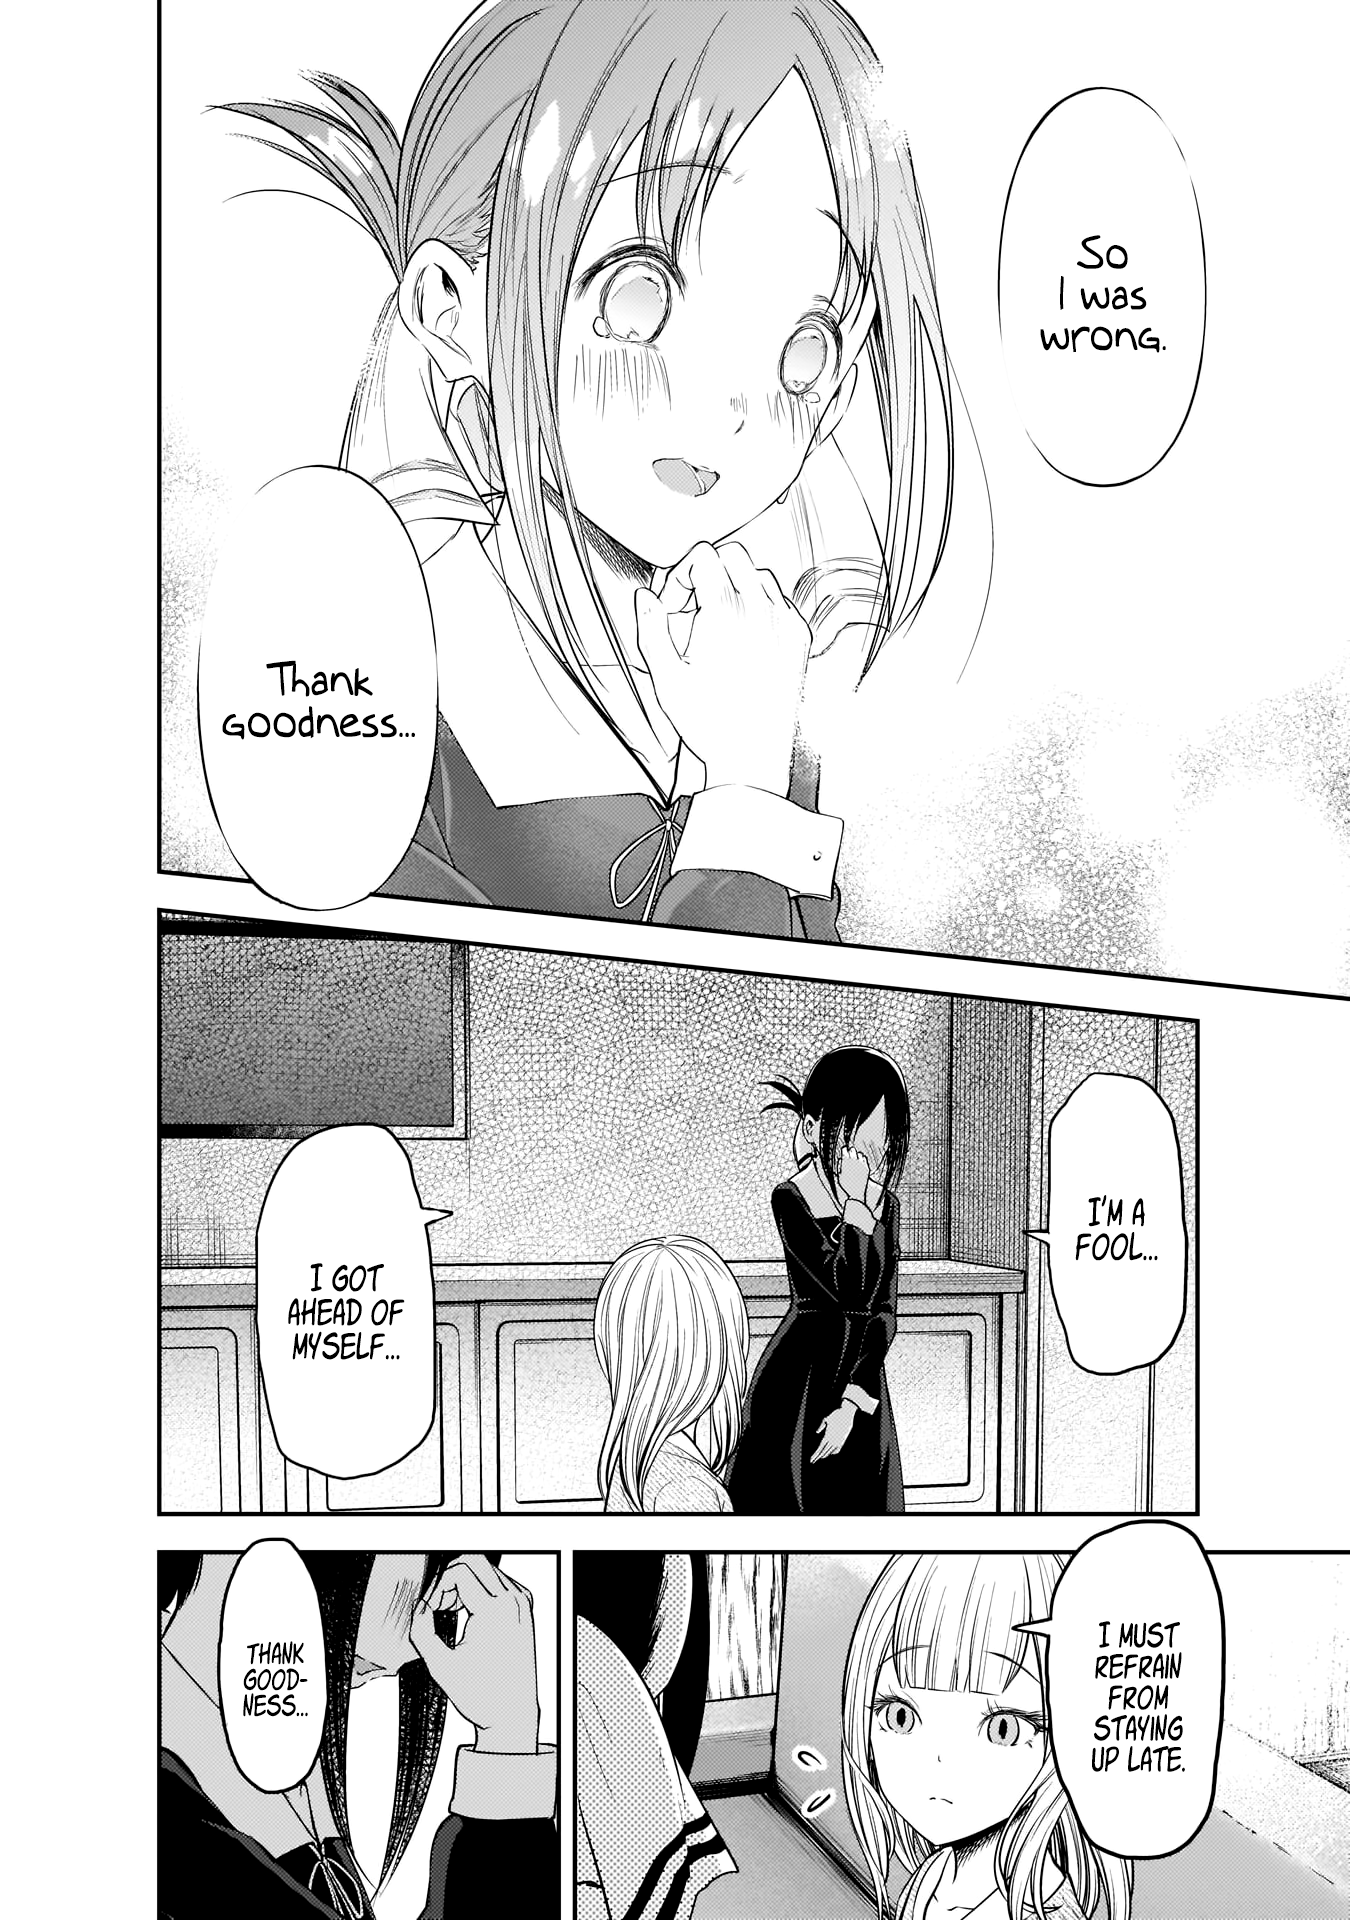 So
I was
wrong.
Thank
goodness...
I'M A
FOOL...
I GOT
AHEAD OF
MYSELF...
I MUST
REFRAIN
FROM
STAYING
UP LATE.
THANK
GOOD-
NESS...